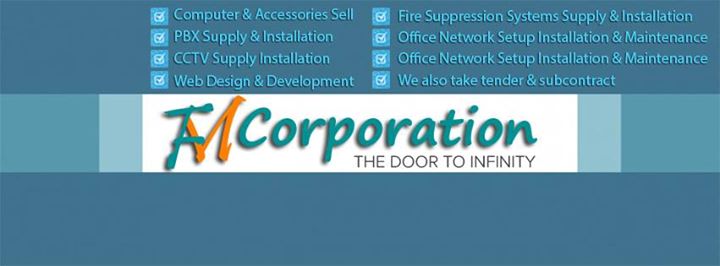 Computer & Accessories Sell
PBX Supply & Installation
CCTV Supply Installation
Web Design & Development
Fire Suppression Systems Supply & Installation
Office Network Setup Installation & Maintenance
Office Network Setup Installation & Maintenance
We also take tender & subcontract
FM Corporation
THE DOOR TO INFINITY